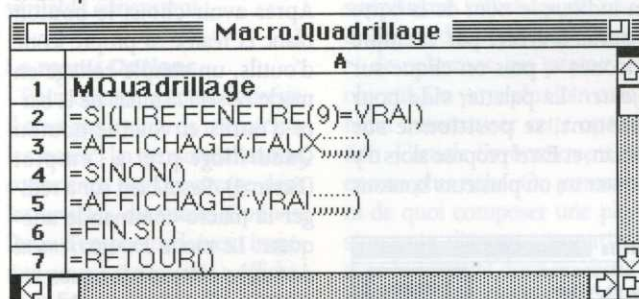 Macro.Quadrillage
A
1 MQuadrillage
2 =SI(LIRE.FENETRE(9)=VRAI)
3 =AFFICHAGE(,FAUX,,,,,,)
4 =SINON()
5 =AFFICHAGE(,VRAI,,,,,,)
6 =FIN.SI()
7 =RETOUR()